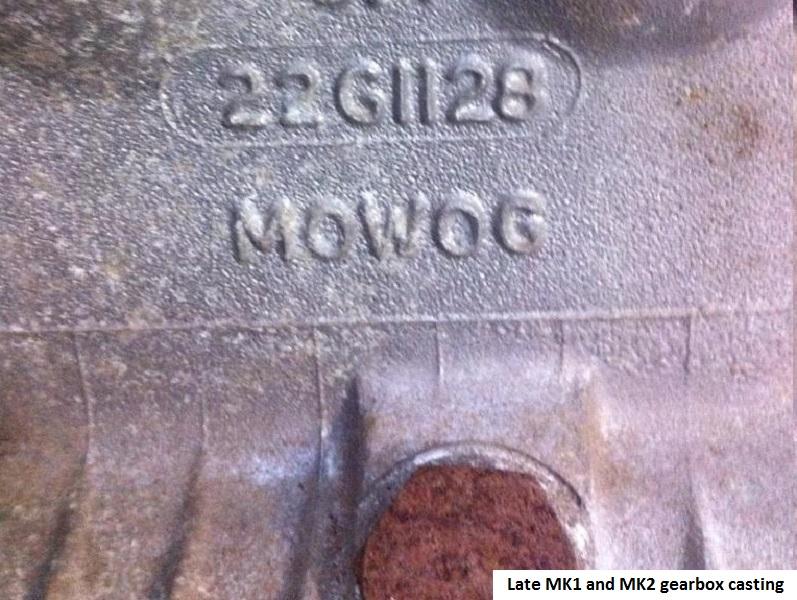 22G1128
MOWOG
Late MK1 and MK2 gearbox casting